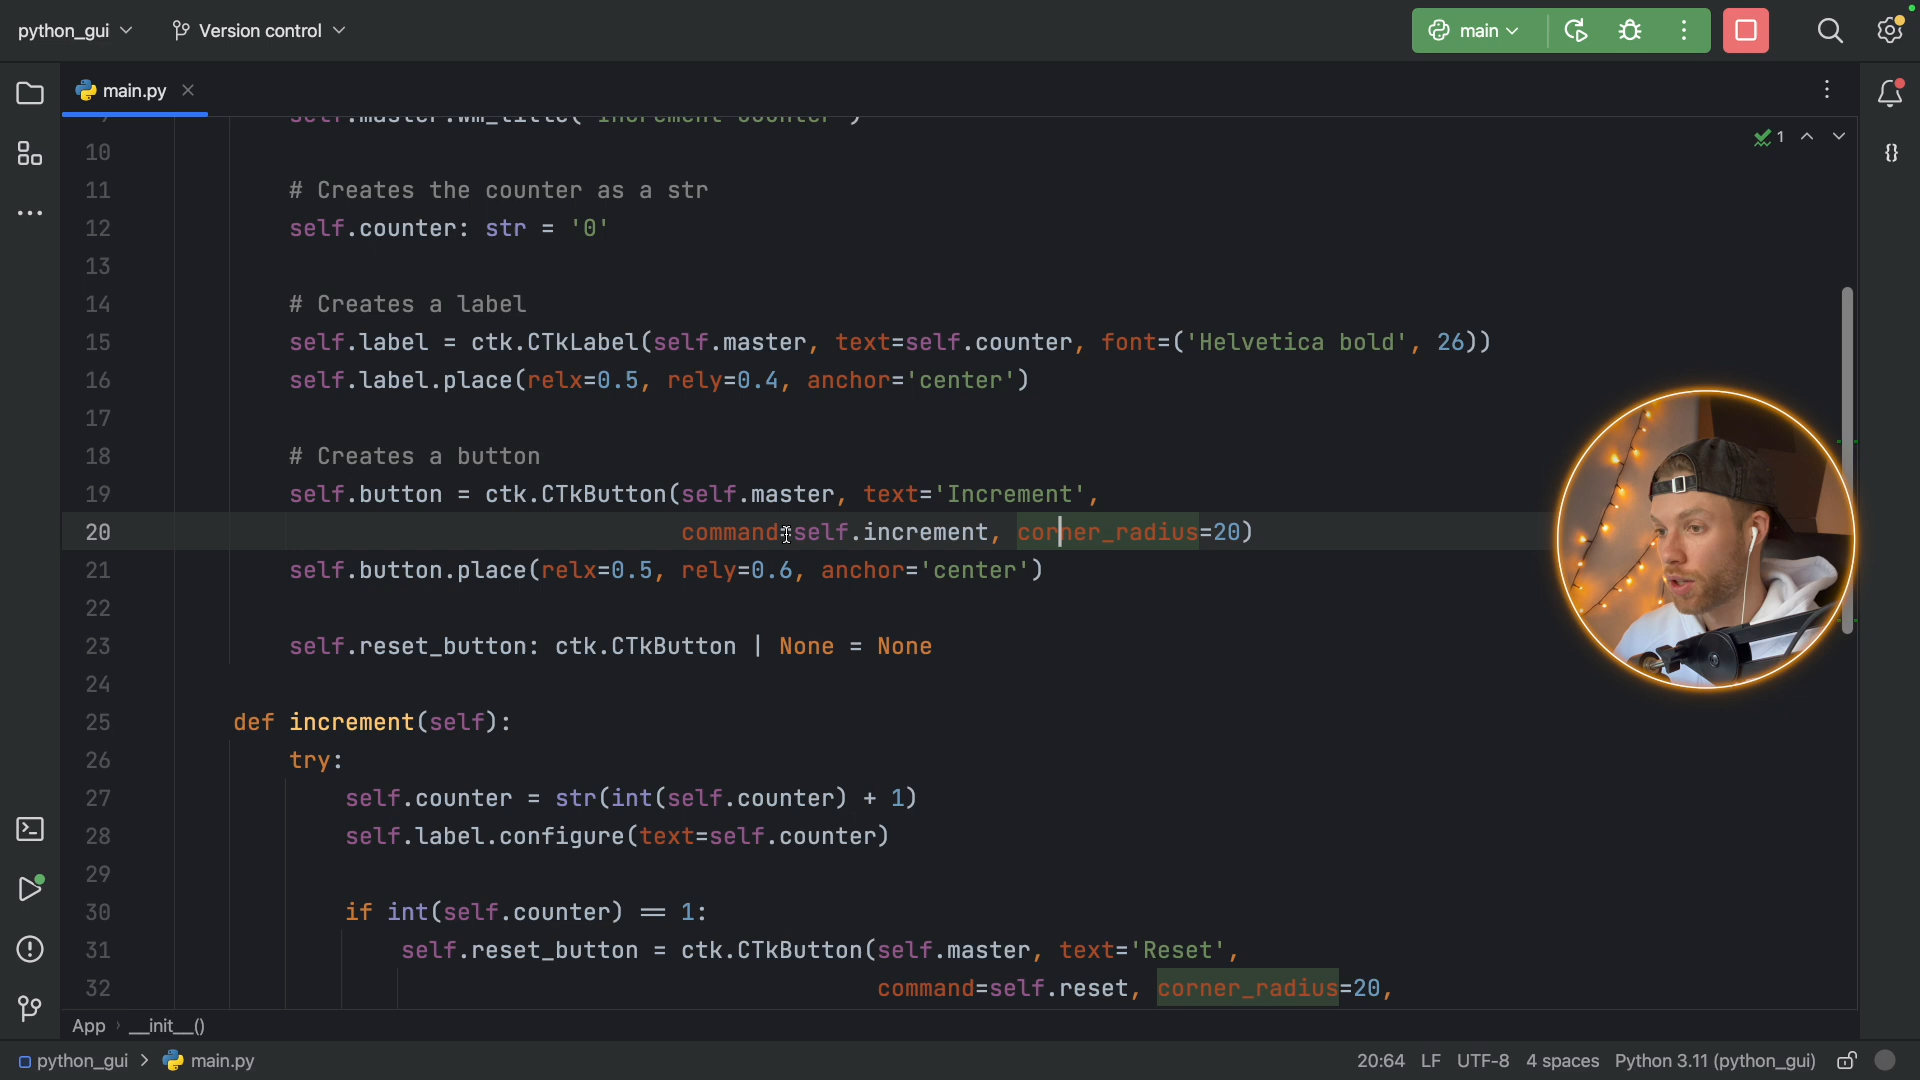 python_gui
Version control
main
main.py
self.master.wm_title('Increment Counter')
10
11 # Creates the counter as a str
12 self.counter: str = '0'
13
14 # Creates a label
15 self.label = ctk.CTkLabel(self.master, text=self.counter, font=('Helvetica bold', 26))
16 self.label.place(relx=0.5, rely=0.4, anchor='center')
17
18 # Creates a button
19 self.button = ctk.CTkButton(self.master, text='Increment',
20 command=self.increment, corner_radius=20)
21 self.button.place(relx=0.5, rely=0.6, anchor='center')
22
23 self.reset_button: ctk.CTkButton | None = None
24
25 def increment(self):
26 try:
27 self.counter = str(int(self.counter) + 1)
28 self.label.configure(text=self.counter)
29
30 if int(self.counter) == 1:
31 self.reset_button = ctk.CTkButton(self.master, text='Reset',
32 command=self.reset, corner_radius=20,
1
{}
App › __init__()
python_gui > main.py
20:64 LF UTF-8 4 spaces Python 3.11 (python_gui)